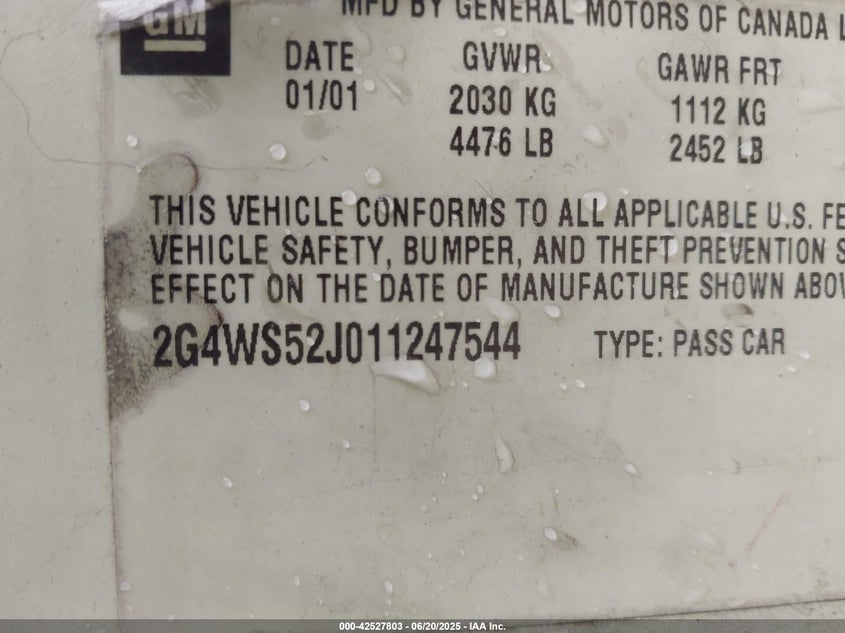 GM
MFD BY GENERAL MOTORS OF CANADA
DATE GVWR GAWR FRT
01/01 2030 KG 1112 KG
4476 LB 2452 LB
THIS VEHICLE CONFORMS TO ALL APPLICABLE U.S.
VEHICLE SAFETY, BUMPER, AND THEFT PREVENTION
EFFECT ON THE DATE OF MANUFACTURE SHOWN
2G4WS52J011247544 TYPE: PASS CAR
000-42527803 - 06/20/2025 - IAA Inc.